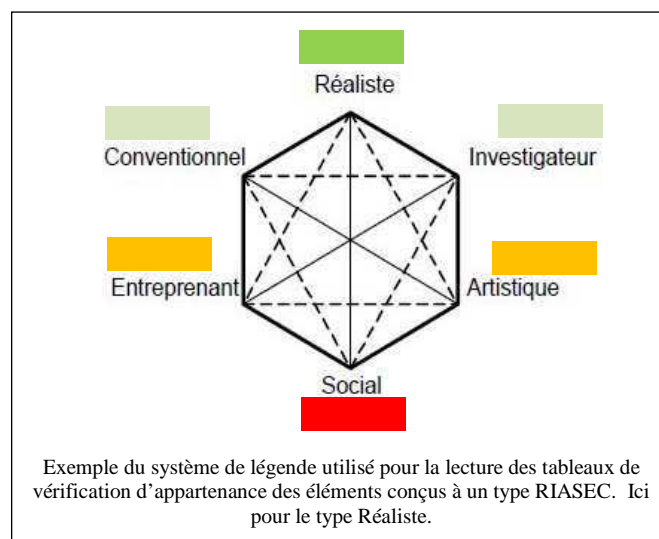 Réaliste
Conventionnel
Investigateur
Entreprenant
Artistique
Social
Exemple du système de légende utilisé pour la lecture des tableaux de
vérification d'appartenance des éléments conçus à un type RIASEC. Ici
pour le type Réaliste.